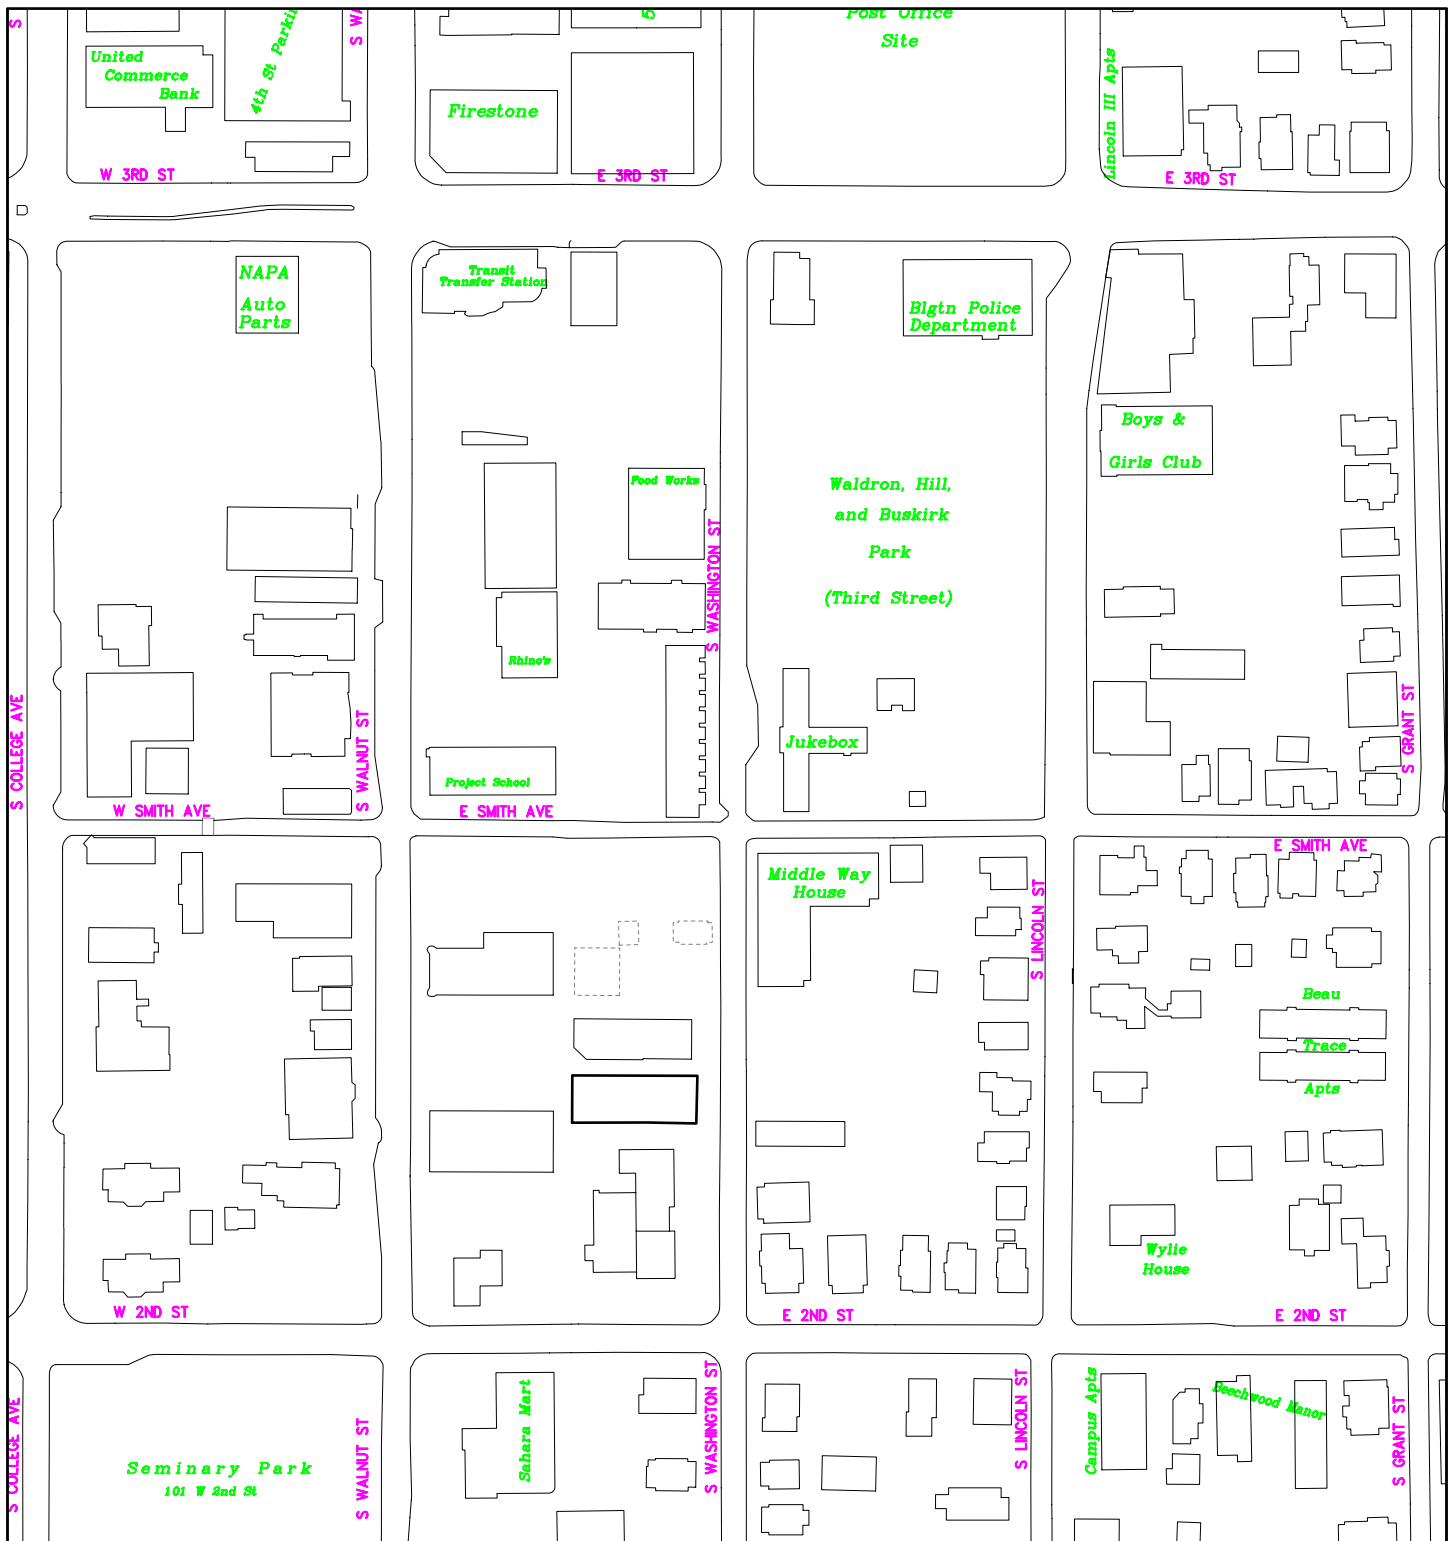 S
S WA
5
Post Office
Site
United
Commerce
Bank
4th St Parkin
Firestone
Lincoln III Apts
W 3RD ST
E 3RD ST
E 3RD ST
NAPA
Auto
Parts
Transit
Transfer Station
Blgtn Police
Department
Boys &
Girls Club
Food Works
Waldron, Hill,
and Buskirk
Park
(Third Street)
S WASHINGTON ST
Rhino's
S COLLEGE AVE
S WALNUT ST
Jukebox
S GRANT ST
Project School
W SMITH AVE
E SMITH AVE
E SMITH AVE
Middle Way
House
S LINCOLN ST
Beau
Trace
Apts
Wylie
House
W 2ND ST
E 2ND ST
E 2ND ST
S COLLEGE AVE
S WALNUT ST
Sahara Mart
S WASHINGTON ST
S LINCOLN ST
Campus Apts
Beechwood Manor
S GRANT ST
Seminary Park
101 W 2nd St